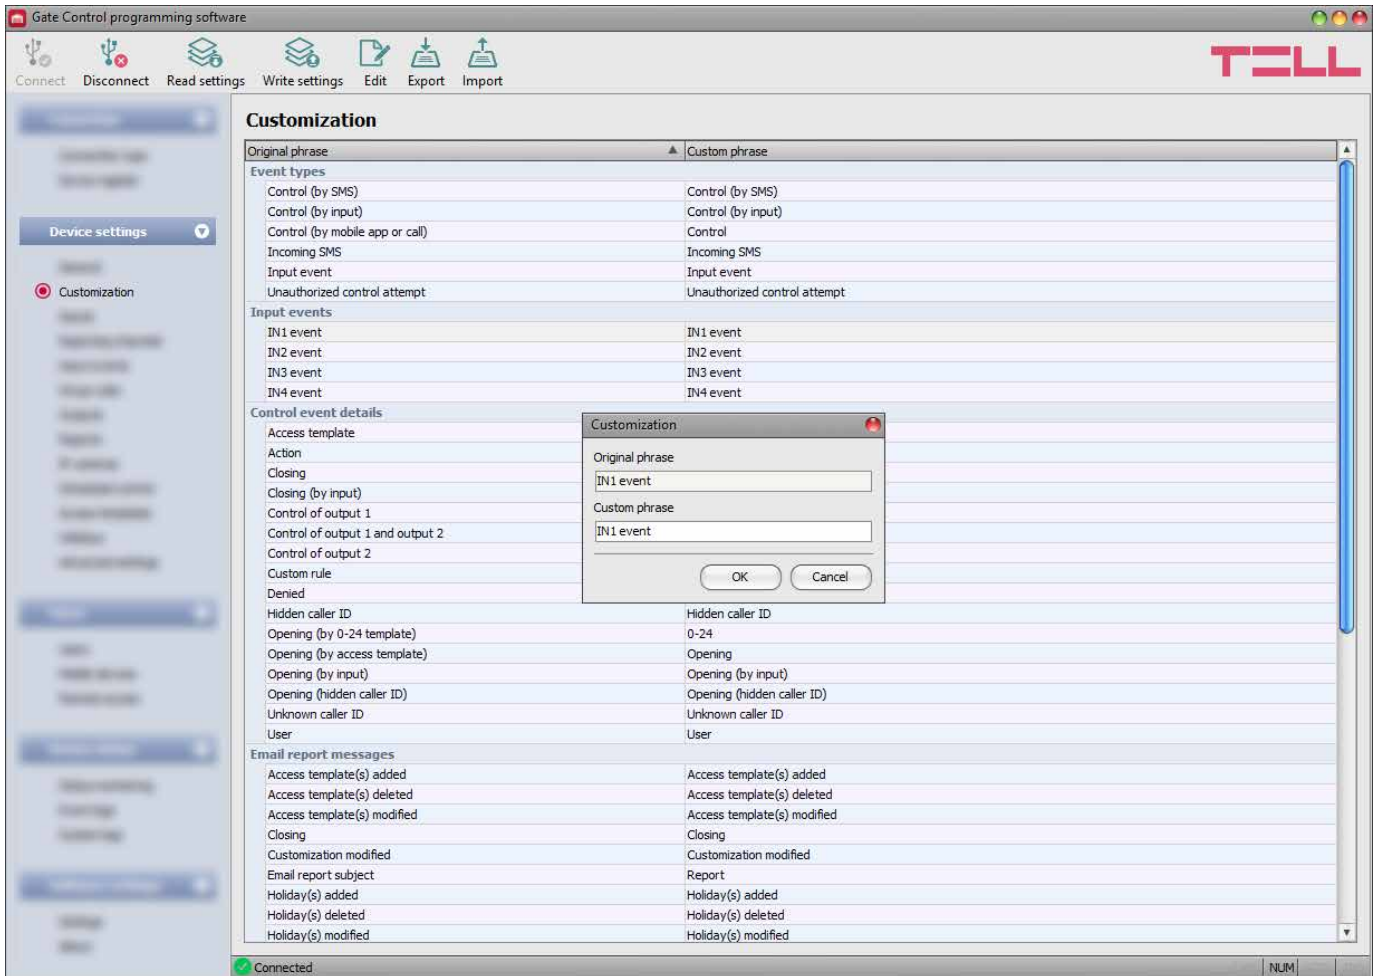 Gate Control programming software
Connect Disconnect Read settings Write settings Edit Export Import
TELL
Customization
Original phrase Custom phrase
Event types
Control (by SMS) Control (by SMS)
Control (by input) Control (by input)
Device settings
Control (by mobile app or call) Control
Incoming SMS Incoming SMS
Input event Input event
Customization
Unauthorized control attempt Unauthorized control attempt
Input events
IN1 event IN1 event
IN2 event IN2 event
IN3 event IN3 event
IN4 event IN4 event
Control event details
Access template
Action
Closing
Closing (by input)
Control of output 1
Control of output 1 and output 2
Control of output 2
Custom rule
Denied
Customization
Original phrase
IN1 event
Custom phrase
IN1 event
OK Cancel
Hidden caller ID Hidden caller ID
Opening (by 0-24 template) 0-24
Opening (by access template) Opening
Opening (by input) Opening (by input)
Opening (hidden caller ID) Opening (hidden caller ID)
Unknown caller ID Unknown caller ID
User User
Email report messages
Access template(s) added Access template(s) added
Access template(s) deleted Access template(s) deleted
Access template(s) modified Access template(s) modified
Closing Closing
Customization modified Customization modified
Email report subject Report
Holiday(s) added Holiday(s) added
Holiday(s) deleted Holiday(s) deleted
Holiday(s) modified Holiday(s) modified
Connected NUM